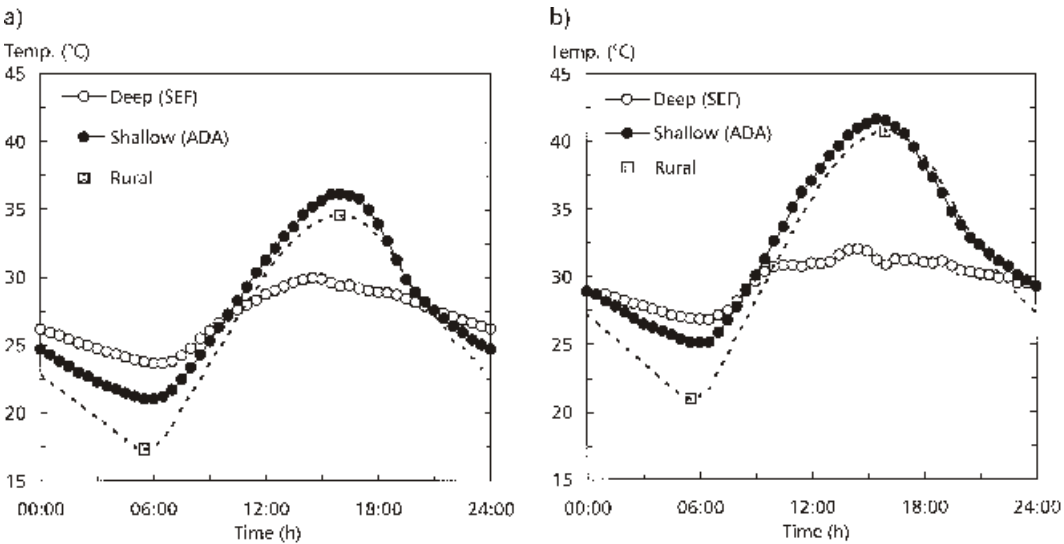 a)
Temp. (°C)
45
40
35
30
25
20
15
Deep (SEF)
Shallow (ADA)
Rural
00:00 06:00 12:00 18:00 24:00
Time (h)
b)
Temp. (°C)
45
40
35
30
25
20
15
Deep (SEF)
Shallow (ADA)
Rural
00:00 06:00 12:00 18:00 24:00
Time (h)